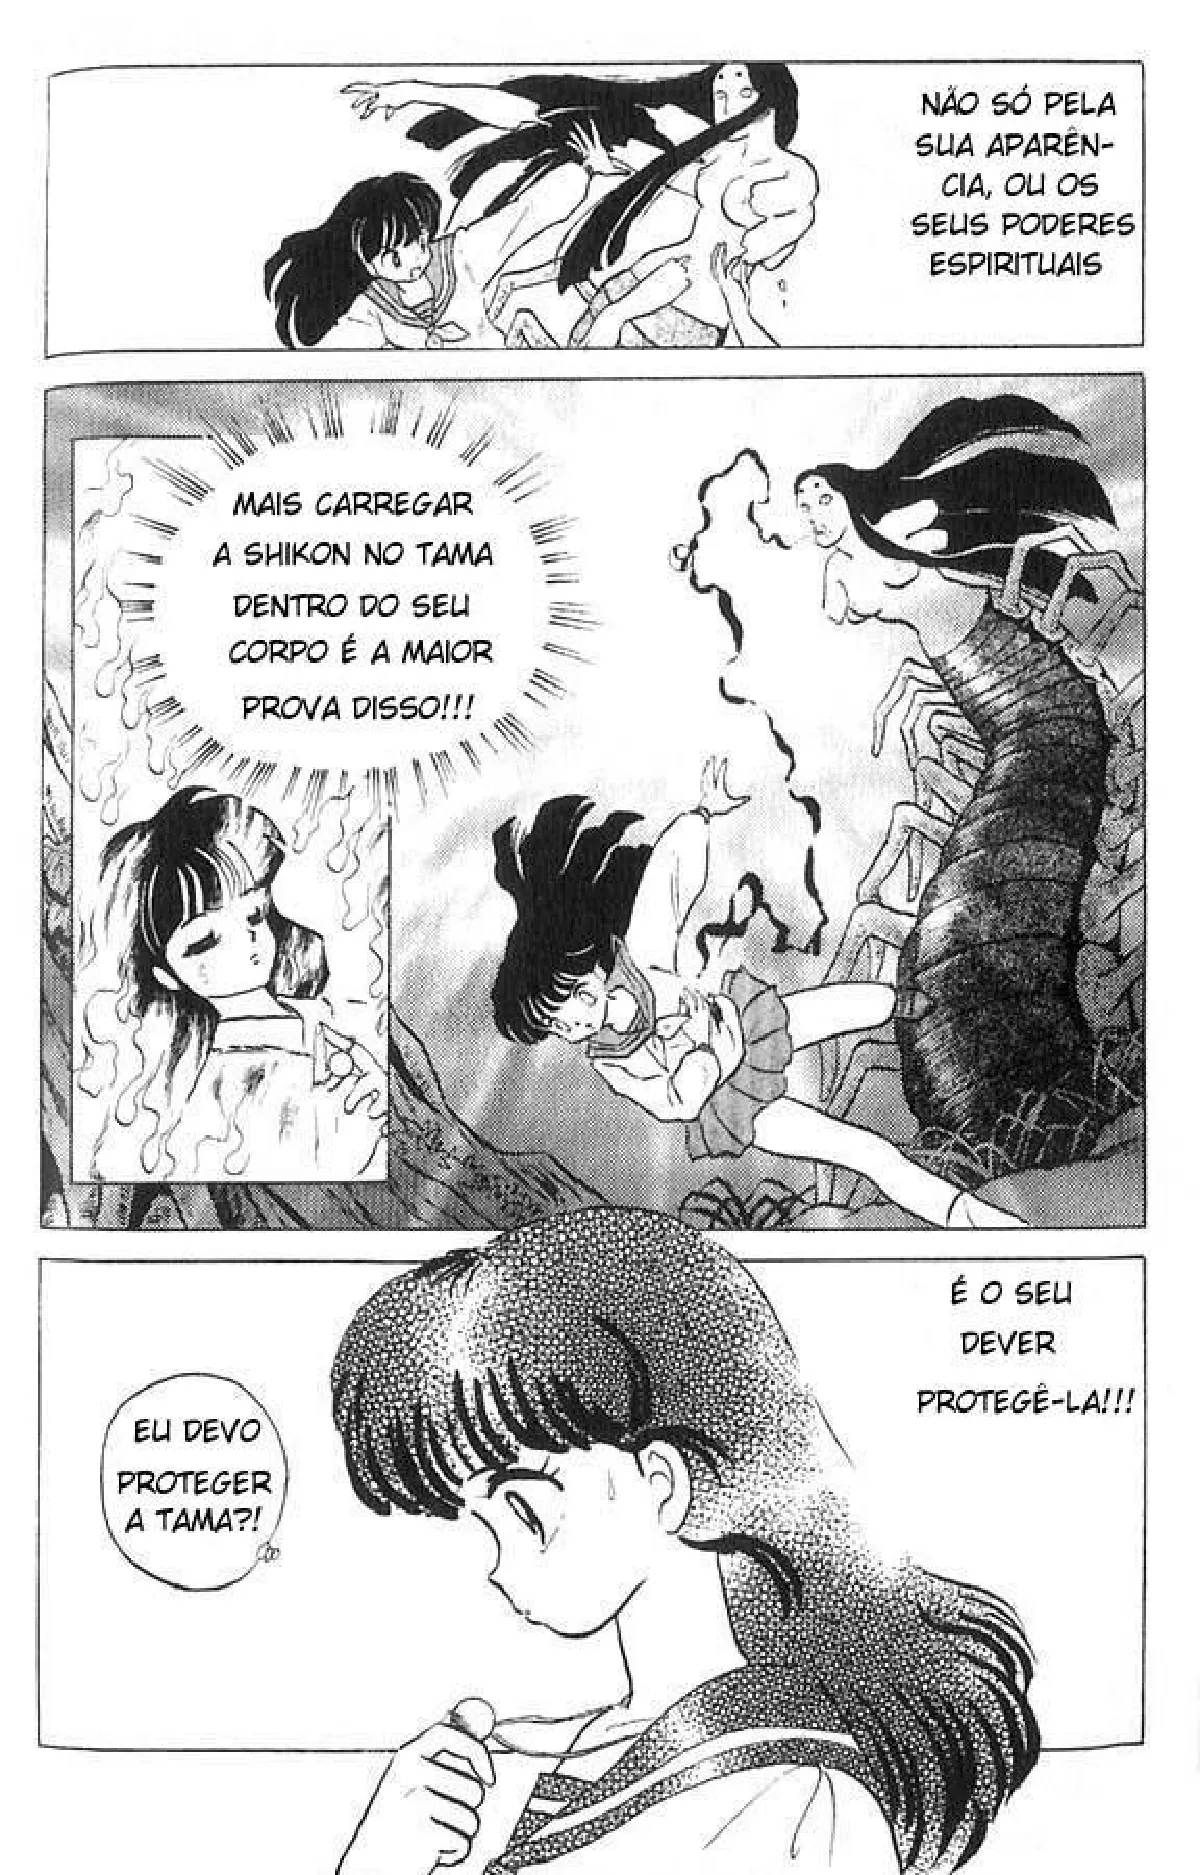 NÃO SÓ PELA
SUA APARÊN-
CIA, OU OS
SEUS PODERES
ESPIRITUAIS
MAIS CARREGAR
A SHIKON NO TAMA
DENTRO DO SEU
CORPO É A MAIOR
PROVA DISSO!!!
É O SEU
DEVER
PROTEGÊ-LA!!!
EU DEVO
PROTEGER
A TAMA?!